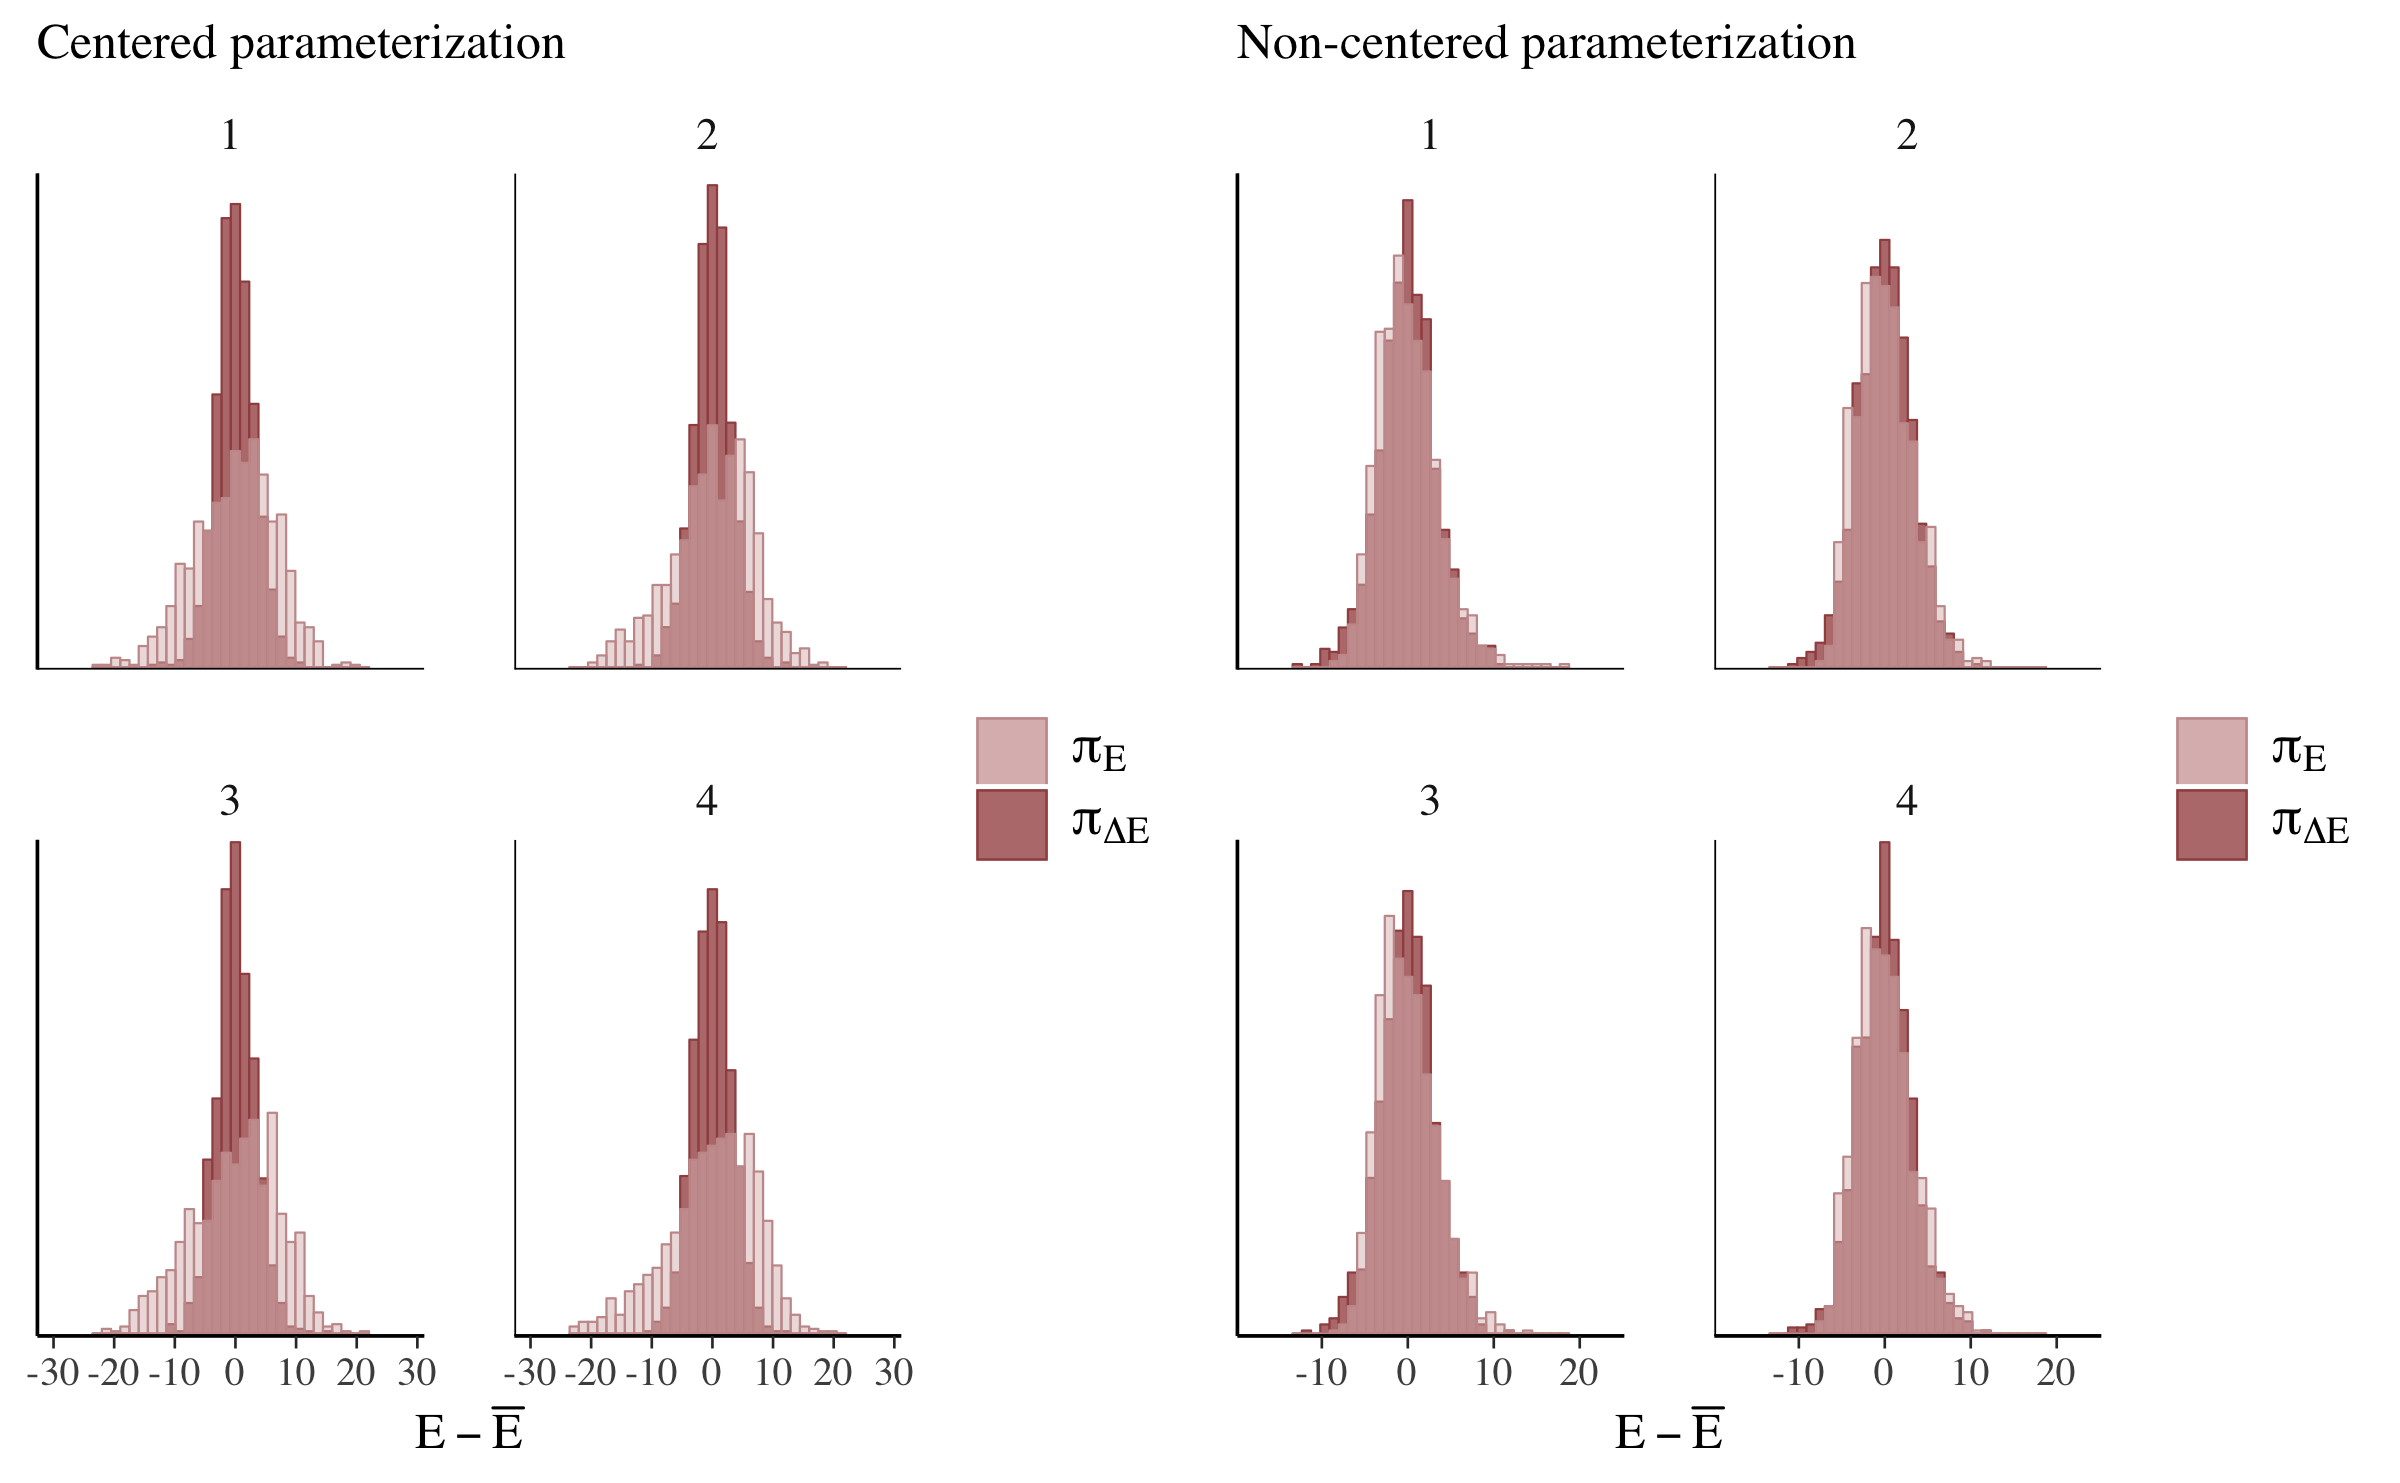 Centered parameterization
1 2
π_E
π_ΔE
3 4
-30 -20 -10 0 10 20 30 -30 -20 -10 0 10 20 30
E – E̅
Non-centered parameterization
1 2
π_E
π_ΔE
3 4
-10 0 10 20 -10 0 10 20
E – E̅